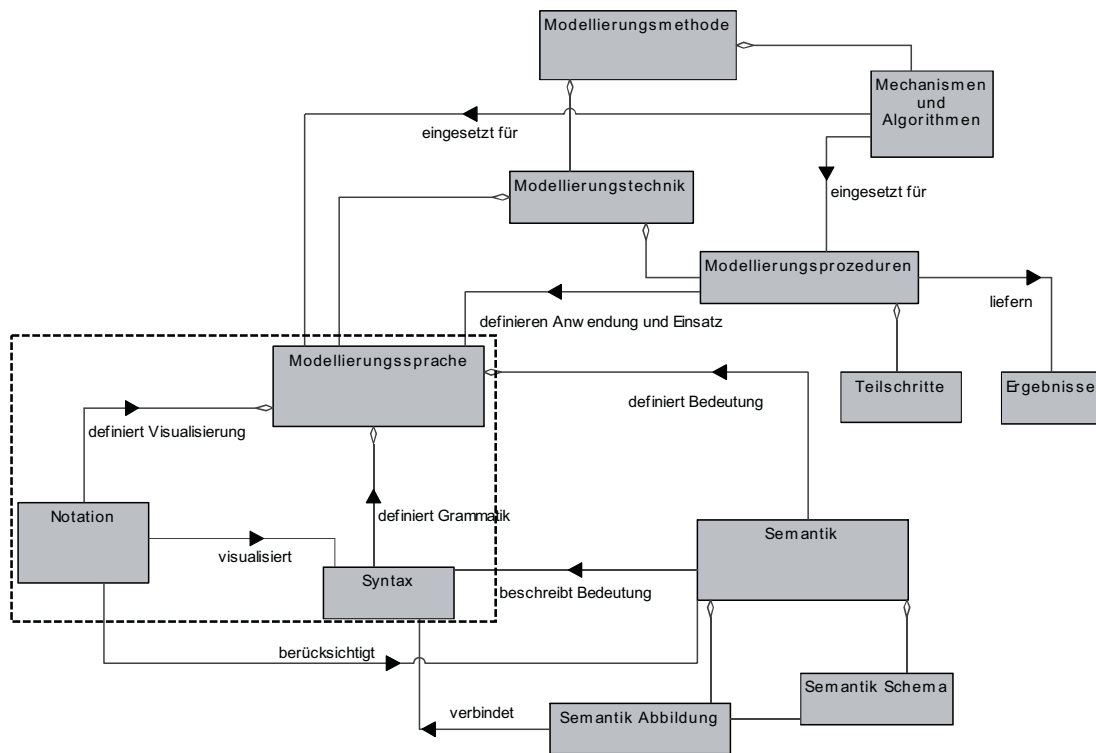 Modellierungsmethode
Mechanismen
und
Algorithmen
eingesetzt für
Modellierungstechnik
eingesetzt für
Modellierungsprozeduren
liefern
definieren Anwendung und Einsatz
Modellierungssprache
Teilschritte
Ergebnisse
definiert Bedeutung
definiert Visualisierung
Notation
definiert Grammatik
Semantik
visualisiert
Syntax
beschreibt Bedeutung
berücksichtigt
Semantik Schema
verbindet
Semantik Abbildung